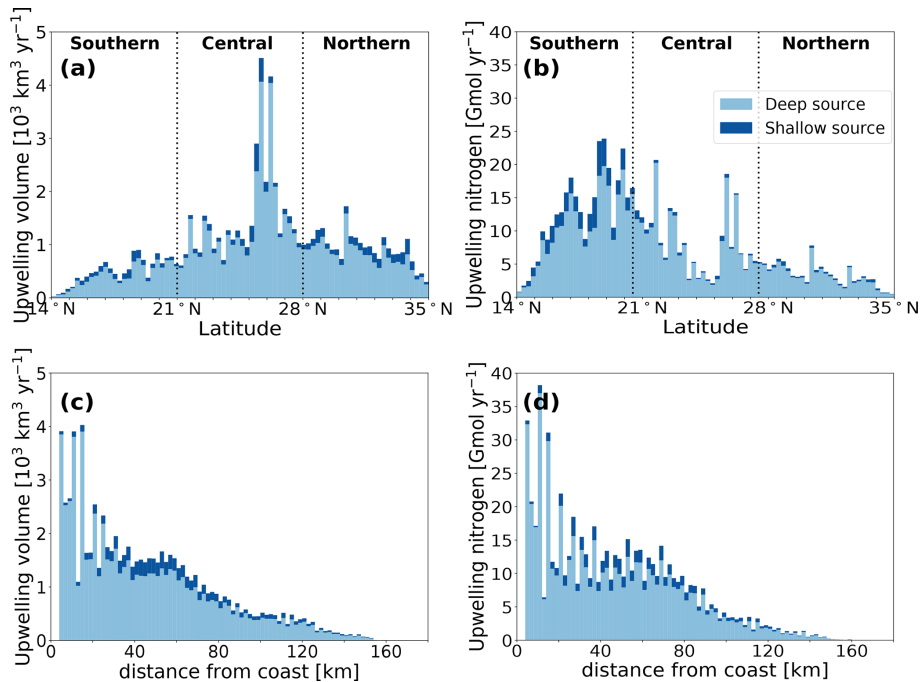 Southern Central Northern
(a)
Upwelling volume [10³ km³ yr⁻¹]
5
4
3
2
1
0
14°N 21°N 28°N 35°N
Latitude
Southern Central Northern
(b)
Upwelling nitrogen [Gmol yr⁻¹]
Deep source
Shallow source
40
35
30
25
20
15
10
5
0
14°N 21°N 28°N 35°N
Latitude
(c)
Upwelling volume [10³ km³ yr⁻¹]
5
4
3
2
1
0
0 40 80 120 160
distance from coast [km]
(d)
Upwelling nitrogen [Gmol yr⁻¹]
40
35
30
25
20
15
10
5
0
0 40 80 120 160
distance from coast [km]